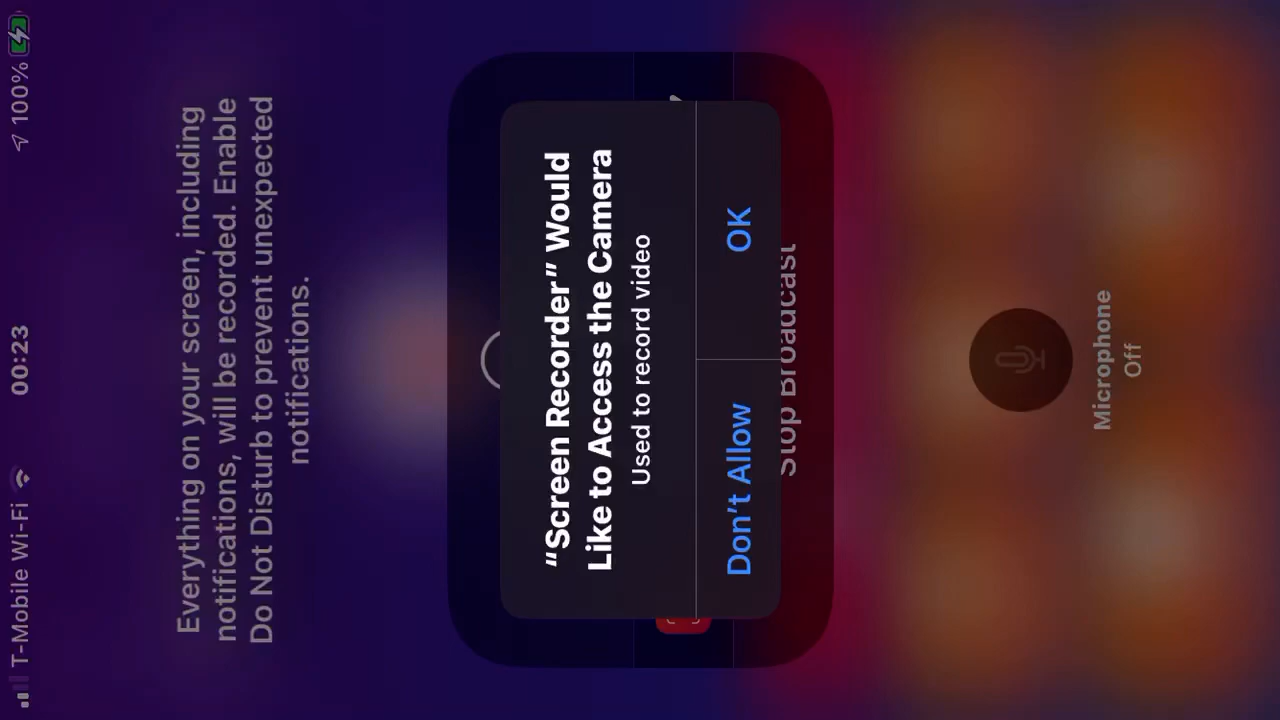 T-Mobile Wi-Fi
00:23
100%
Everything on your screen, including
notifications, will be recorded. Enable
Do Not Disturb to prevent unexpected
notifications.
“Screen Recorder” Would
Like to Access the Camera
Used to record video
Don’t Allow
OK
Stop Broadcast
Microphone
Off